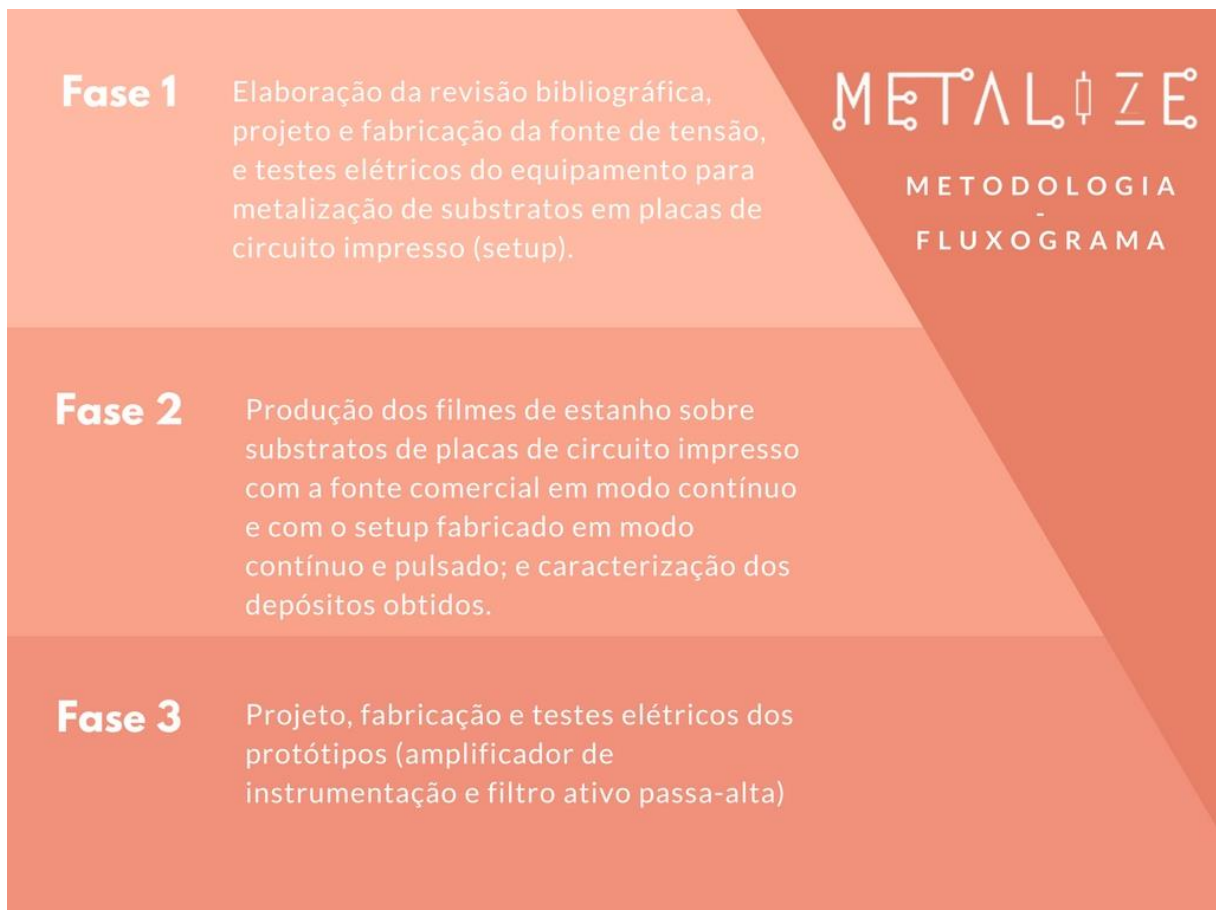 METALIZE
METODOLOGIA
-
FLUXOGRAMA
Fase 1
Elaboração da revisão bibliográfica,
projeto e fabricação da fonte de tensão,
e testes elétricos do equipamento para
metalização de substratos em placas de
circuito impresso (setup).
Fase 2
Produção dos filmes de estanho sobre
substratos de placas de circuito impresso
com a fonte comercial em modo contínuo
e com o setup fabricado em modo
contínuo e pulsado; e caracterização dos
depósitos obtidos.
Fase 3
Projeto, fabricação e testes elétricos dos
protótipos (amplificador de
instrumentação e filtro ativo passa-alta)